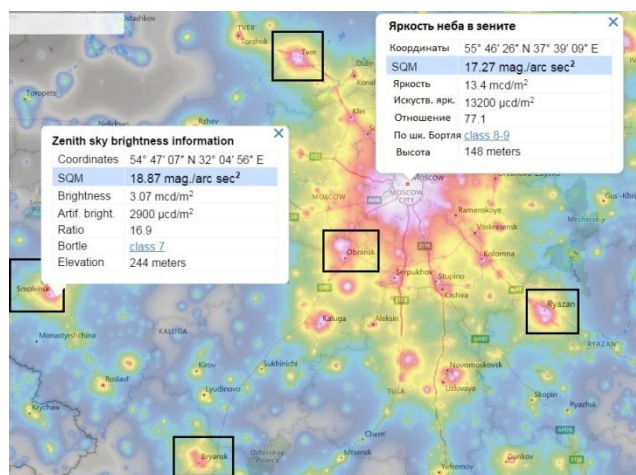 Ustashkov
TVER'
Torzhok
Tver
Klin
Rzhev
Tpropets
Яркость неба в зените
Координаты 55° 46' 26" N 37° 39' 09" E
SQM 17.27 mag./arc sec²
Яркость 13.4 mcd/m²
Искуств. ярк. 13200 μcd/m²
Отношение 77.1
По шк. Бортля class 8-9
Высота 148 meters
Zenith sky brightness information
Coordinates 54° 47' 07" N 32° 04' 56" E
SQM 18.87 mag./arc sec²
Brightness 3.07 mcd/m²
Artif. bright. 2900 μcd/m²
Ratio 16.9
Bortle class 7
Elevation 244 meters
MOSCOW
MOSCOW
MOSCOW
CITY
Ramenskoye
Voskresensk
Obninsk
Kolomna
Serpukhov
Stupino
Kashira
Smolensk
Ryazan
Kaluga
Aleksin
Monastyrshchina
KALUGA
RYAZAN'
Kirov
Sukhinichi
Novomoskovsk
Roslavl'
Lyudinovo
Uzlovaya
TULA
Skopin
Ryazhsk
Krychaw
Chern'
Bryansk
Mtsensk
Yefremov
Dankov